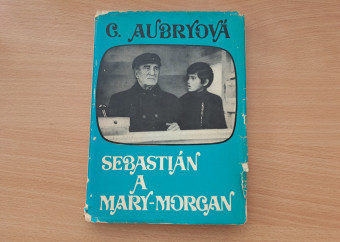 C. AUBRYOVÁ
SEBASTIÁN
A
MARY-MORGAN